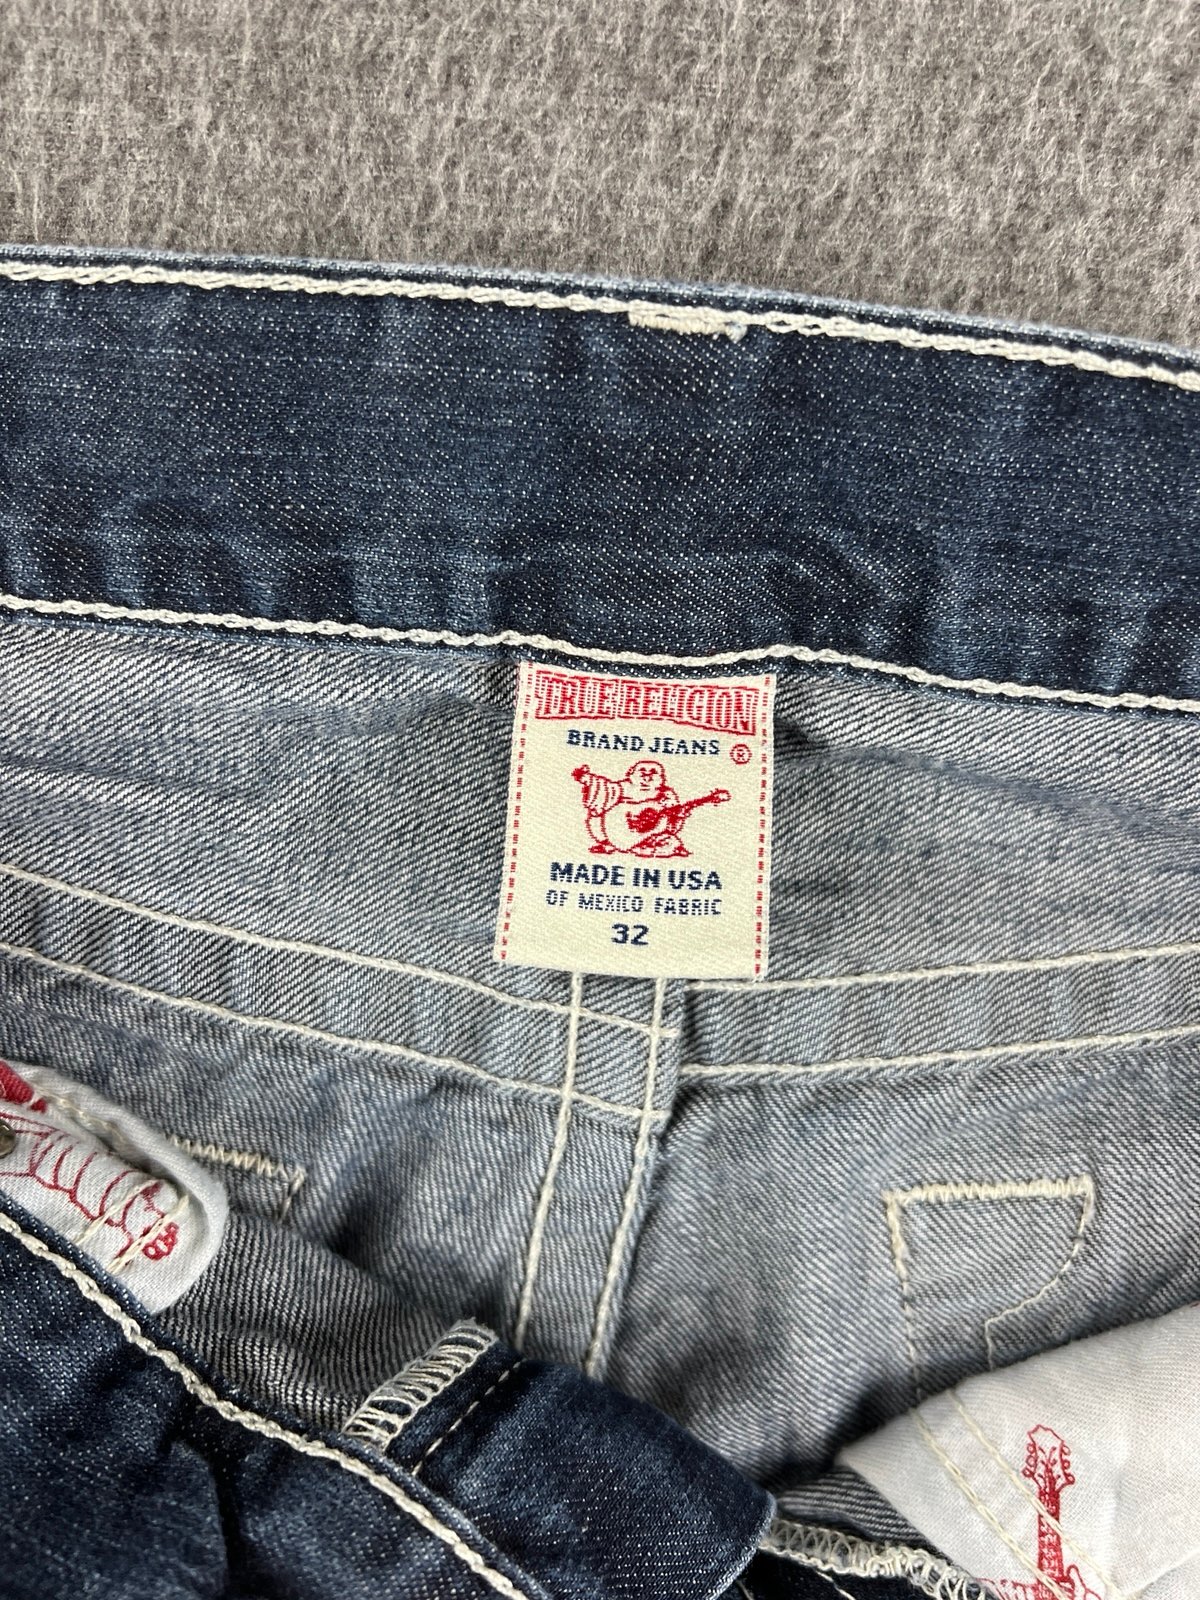 TRUE RELIGION
BRAND JEANS ®
MADE IN USA
OF MEXICO FABRIC
32